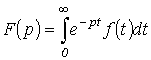 F(p) = ∫₀^∞ e^{-pt} f(t)dt